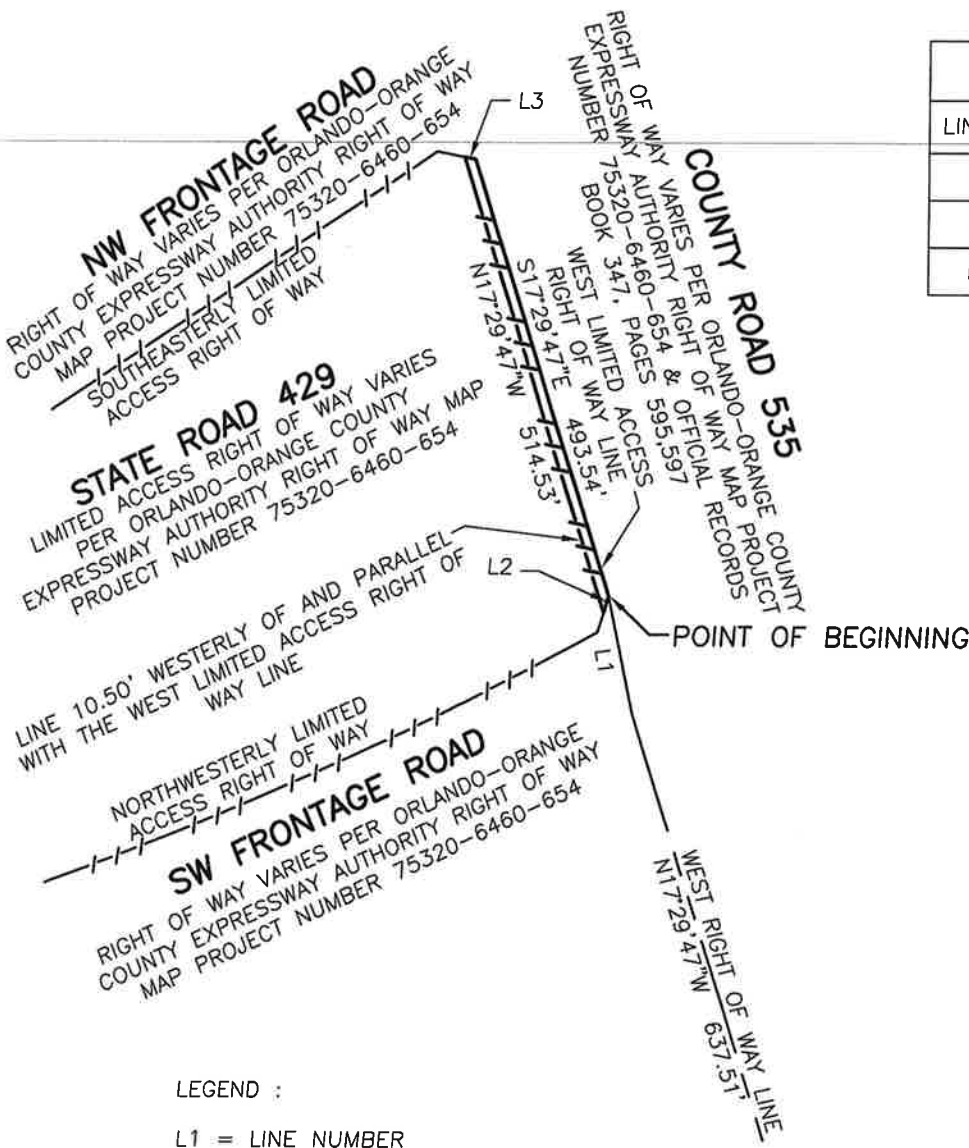 NW FRONTAGE ROAD
RIGHT OF WAY VARIES PER ORLANDO-ORANGE
COUNTY EXPRESSWAY AUTHORITY RIGHT OF WAY
MAP PROJECT NUMBER 75320-6460-654
SOUTHEASTERLY LIMITED
ACCESS RIGHT OF WAY
L3
COUNTY ROAD 535
RIGHT OF WAY VARIES PER ORLANDO-ORANGE COUNTY
EXPRESSWAY AUTHORITY RIGHT OF WAY MAP PROJECT
NUMBER 75320-6460-654 & OFFICIAL RECORDS
BOOK 347, PAGES 595,597
WEST LIMITED ACCESS
RIGHT OF WAY LINE
S17°29'47"E 493.54'
N17°29'47"W 514.53'
STATE ROAD 429
LIMITED ACCESS RIGHT OF WAY VARIES
PER ORLANDO-ORANGE COUNTY
EXPRESSWAY AUTHORITY RIGHT OF WAY MAP
PROJECT NUMBER 75320-6460-654
LINE 10.50' WESTERLY OF AND PARALLEL
WITH THE WEST LIMITED ACCESS RIGHT OF
WAY LINE
L2
POINT OF BEGINNING
L1
NORTHWESTERLY LIMITED
ACCESS RIGHT OF WAY
SW FRONTAGE ROAD
RIGHT OF WAY VARIES PER ORLANDO-ORANGE
COUNTY EXPRESSWAY AUTHORITY RIGHT OF WAY
MAP PROJECT NUMBER 75320-6460-654
WEST RIGHT OF WAY LINE
N17°29'47"W 637.51'
LEGEND :
L1 = LINE NUMBER